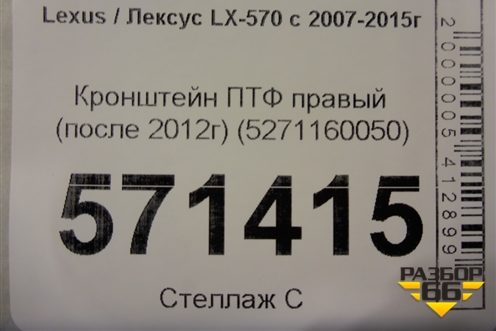 Lexus / Лексус LX-570 с 2007-2015г
Кронштейн ПТФ правый
(после 2012г) (5271160050)
571415
Стеллаж С
2000005412899
РАЗБОР
66